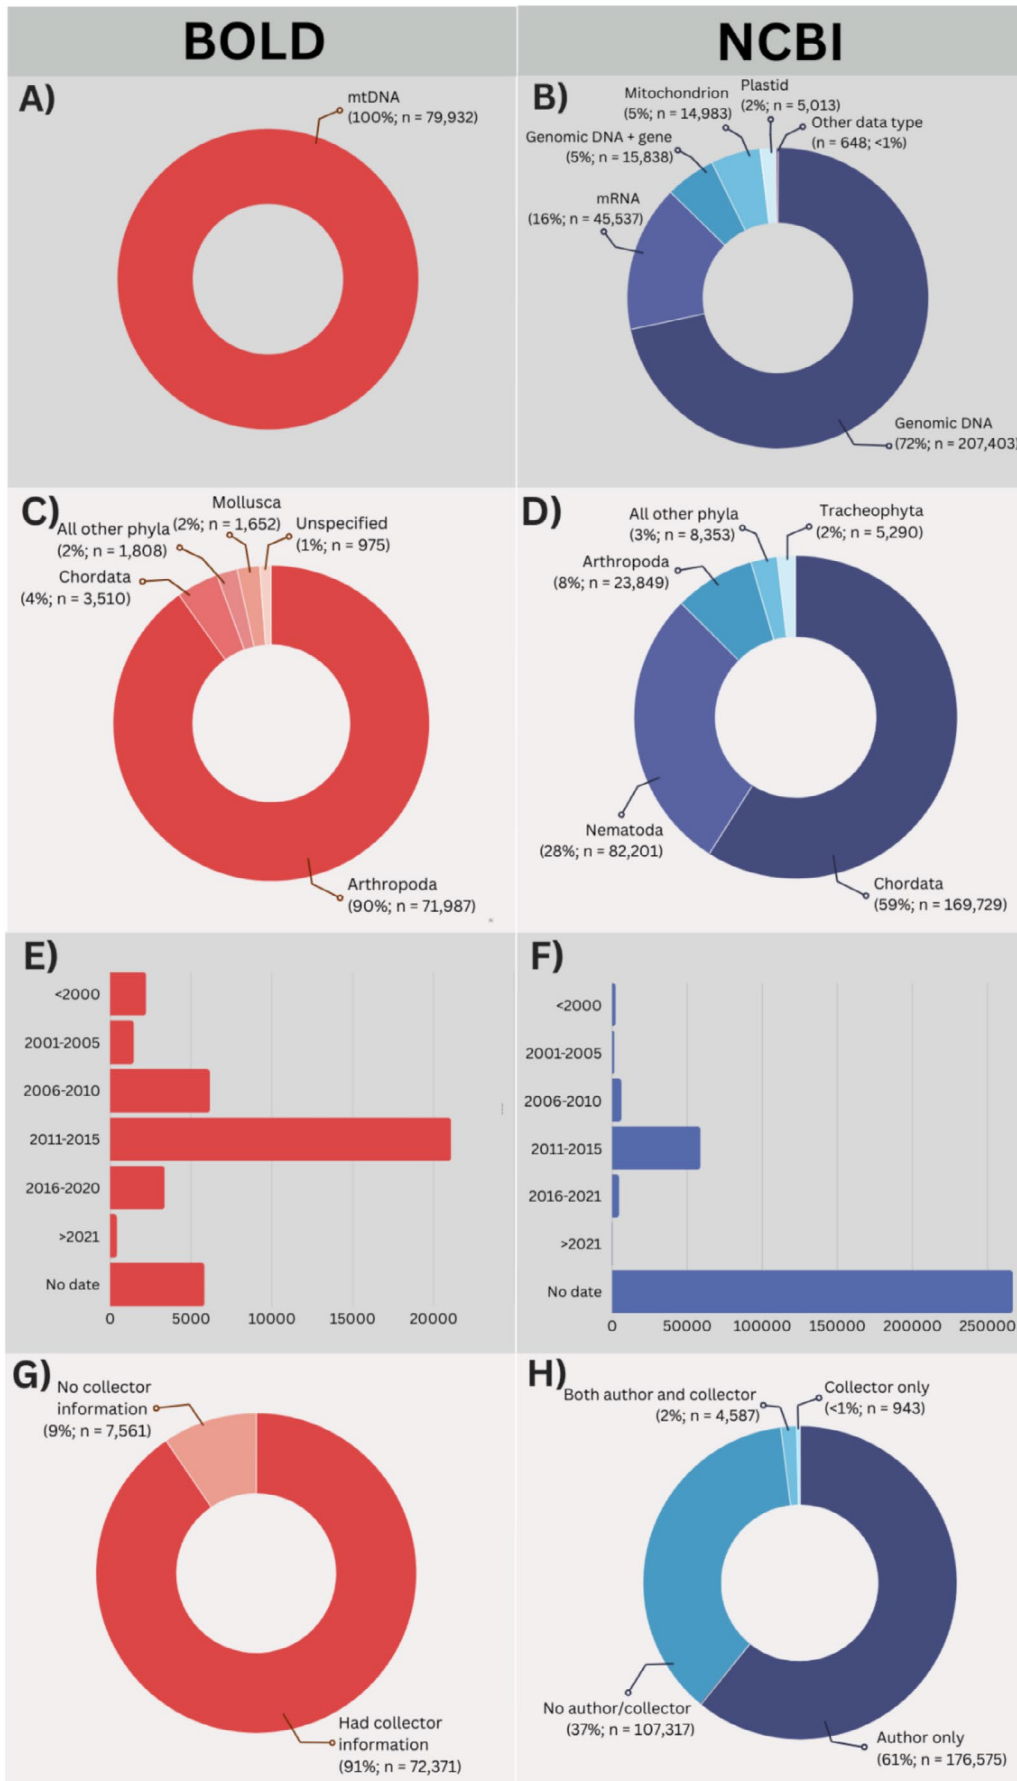 BOLD
NCBI
A)
mtDNA
(100%; n = 79,932)
B)
Plastid
(2%; n = 5,013)
Mitochondrion
(5%; n = 14,983)
Other data type
(n = 648; <1%)
Genomic DNA + gene
(5%; n = 15,838)
mRNA
(16%; n = 45,537)
Genomic DNA
(72%; n = 207,403)
C)
Mollusca
(2%; n = 1,652)
All other phyla
(2%; n = 1,808)
Unspecified
(1%; n = 975)
Chordata
(4%; n = 3,510)
Arthropoda
(90%; n = 71,987)
D)
All other phyla
(3%; n = 8,353)
Tracheophyta
(2%; n = 5,290)
Arthropoda
(8%; n = 23,849)
Nematoda
(28%; n = 82,201)
Chordata
(59%; n = 169,729)
E)
<2000
2001-2005
2006-2010
2011-2015
2016-2020
>2021
No date
0 5000 10000 15000 20000
F)
<2000
2001-2005
2006-2010
2011-2015
2016-2021
>2021
No date
0 50000 100000 150000 200000 250000
G)
No collector
information
(9%; n = 7,561)
Had collector
information
(91%; n = 72,371)
H)
Both author and collector
(2%; n = 4,587)
Collector only
(<1%; n = 943)
No author/collector
(37%; n = 107,317)
Author only
(61%; n = 176,575)